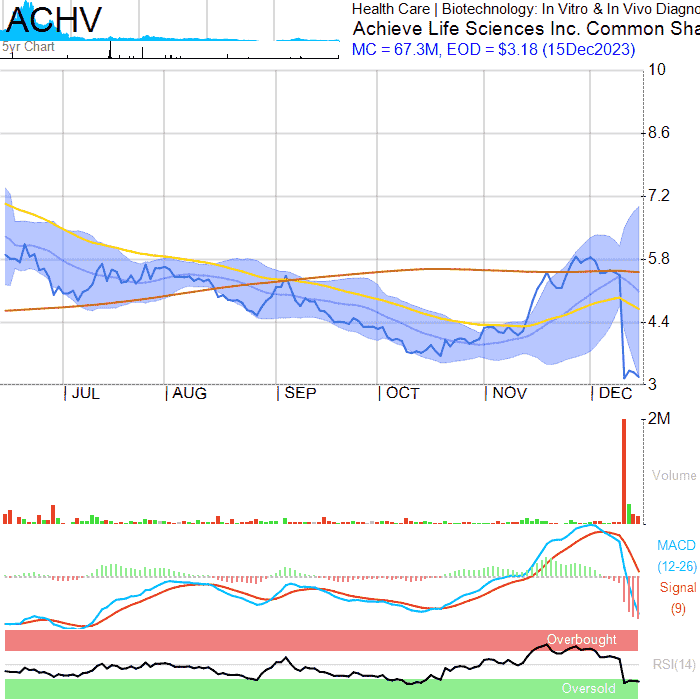 ACHV
5yr Chart
Health Care | Biotechnology: In Vitro & In Vivo Diagno
Achieve Life Sciences Inc. Common Sha
MC = 67.3M, EOD = $3.18 (15Dec2023)
10
8.6
7.2
5.8
4.4
3
JUL
AUG
SEP
OCT
NOV
DEC
2M
Volume
MACD
(12-26)
Signal
(9)
Overbought
RSI(14)
Oversold